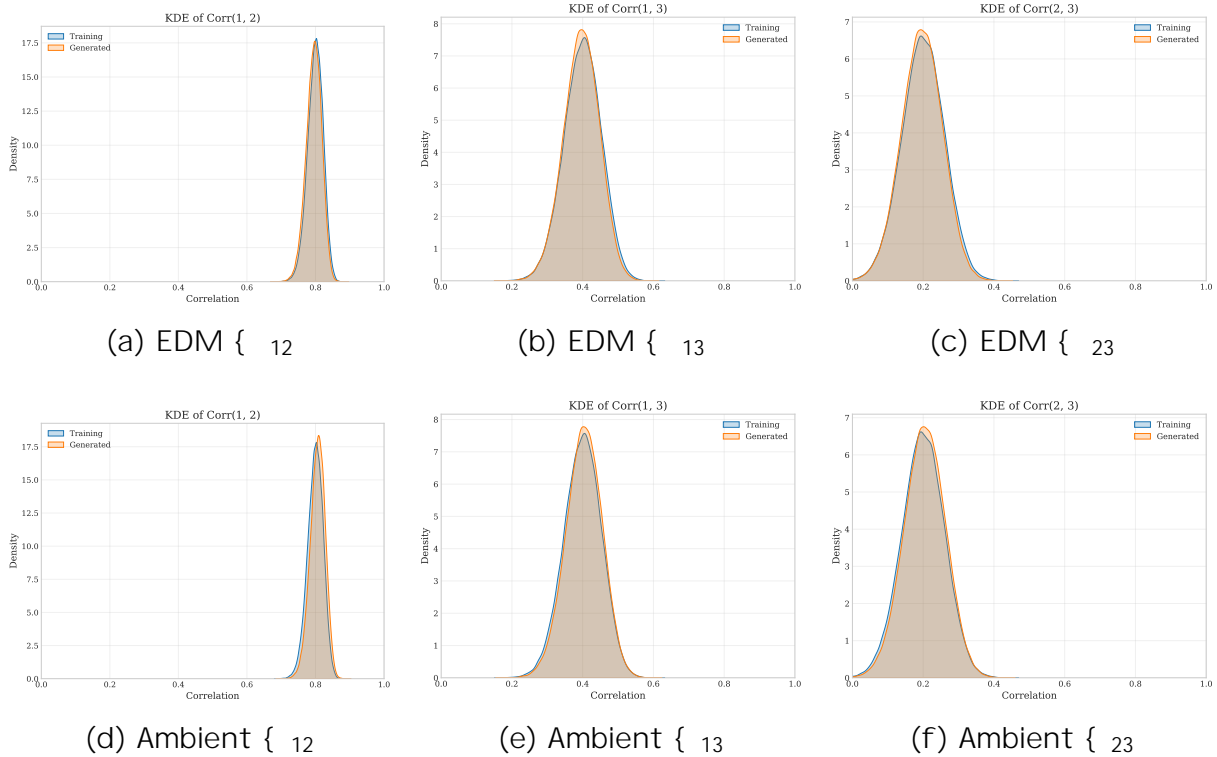 KDE of Corr(1, 2)
Training
Generated
Density
17.5
15.0
12.5
10.0
7.5
5.0
2.5
0.0
0.0 0.2 0.4 0.6 0.8 1.0
Correlation
(a) EDM { 12
KDE of Corr(1, 3)
Training
Generated
Density
8
7
6
5
4
3
2
1
0
0.0 0.2 0.4 0.6 0.8 1.0
Correlation
(b) EDM { 13
KDE of Corr(2, 3)
Training
Generated
Density
7
6
5
4
3
2
1
0
0.0 0.2 0.4 0.6 0.8 1.0
Correlation
(c) EDM { 23
KDE of Corr(1, 2)
Training
Generated
Density
17.5
15.0
12.5
10.0
7.5
5.0
2.5
0.0
0.0 0.2 0.4 0.6 0.8 1.0
Correlation
(d) Ambient { 12
KDE of Corr(1, 3)
Training
Generated
Density
8
7
6
5
4
3
2
1
0
0.0 0.2 0.4 0.6 0.8 1.0
Correlation
(e) Ambient { 13
KDE of Corr(2, 3)
Training
Generated
Density
7
6
5
4
3
2
1
0
0.0 0.2 0.4 0.6 0.8 1.0
Correlation
(f) Ambient { 23